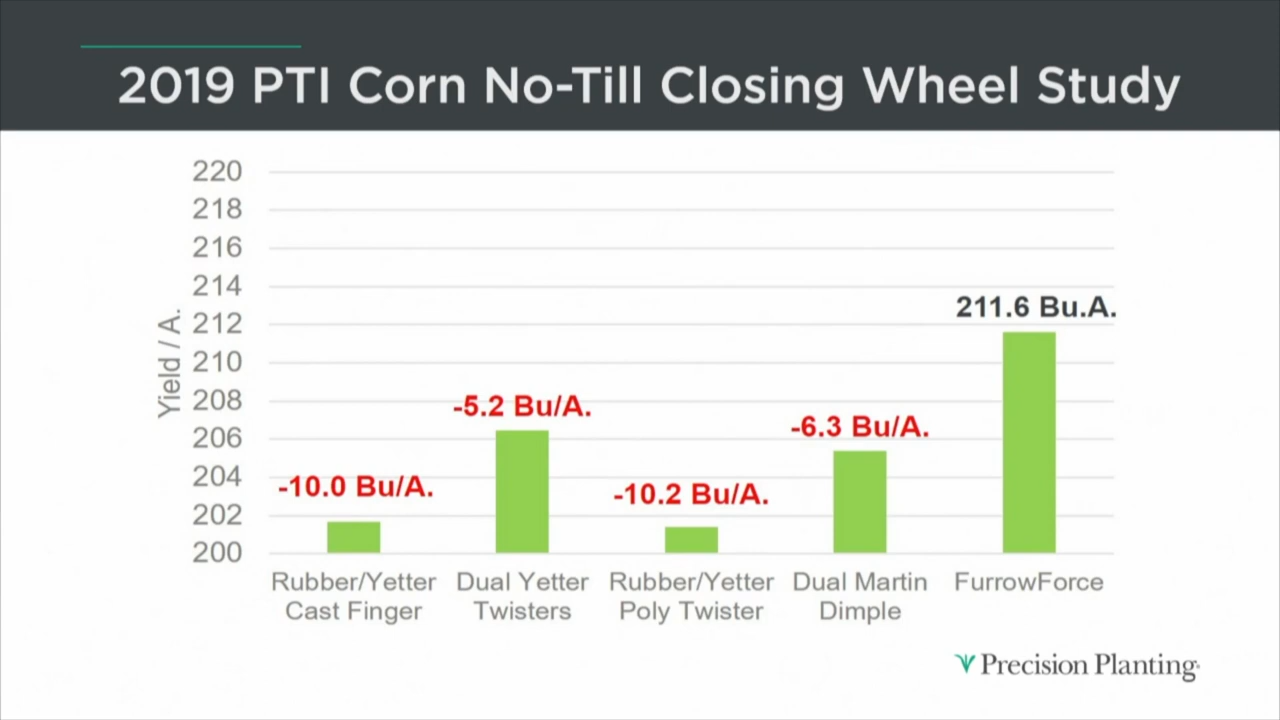 2019 PTI Corn No-Till Closing Wheel Study
220
218
216
214
212
210
208
206
204
202
200
Yield / A.
-10.0 Bu/A.
-5.2 Bu/A.
-10.2 Bu/A.
-6.3 Bu/A.
211.6 Bu.A.
Rubber/Yetter
Cast Finger
Dual Yetter
Twisters
Rubber/Yetter
Poly Twister
Dual Martin
Dimple
FurrowForce
Precision Planting